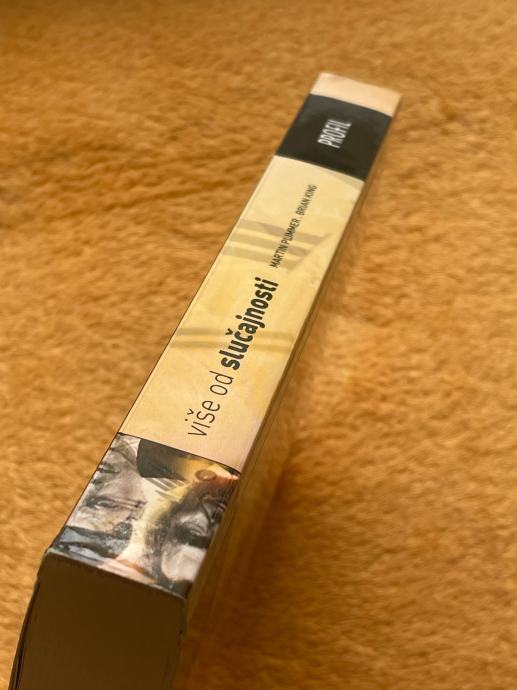 više od slučajnosti
MARTIN PLIMMER . BRIAN KING
PROFIL